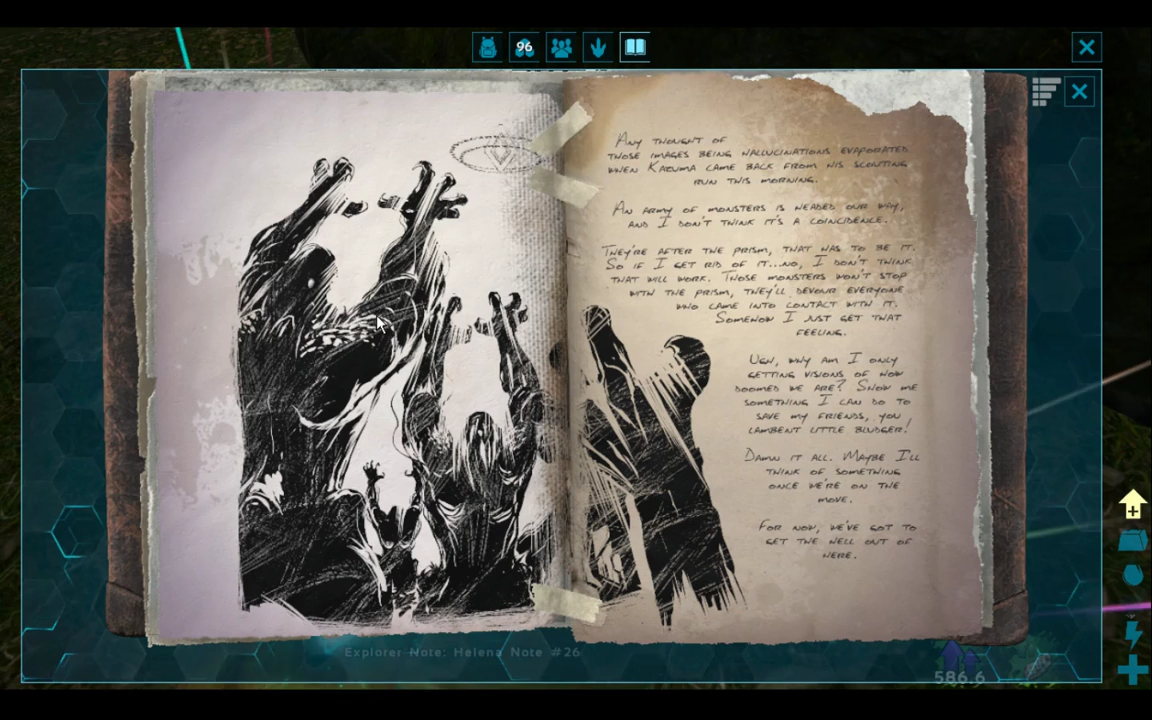 96
Any thought of
those images being hallucinations evaporated
when Kazuma came back from his scouting
run this morning.
An army of monsters is headed our way,
and I don't think it's a coincidence.
They're after the prism, that has to be it.
So if I get rid of it...no, I don't think
that will work. Those monsters won't stop
with the prism, they'll devour everyone
who came into contact with it.
Somehow I just get that
feeling.
Ugh, why am I only
getting visions of how
doomed we are? Show me
something I can do to
save my friends, you
lambent little bludger!
Damn it all. Maybe I'll
think of something
once we're on the
move.
For now, we've got to
get the hell out of
here.
Explorer Note: Helena Note #26
586.6